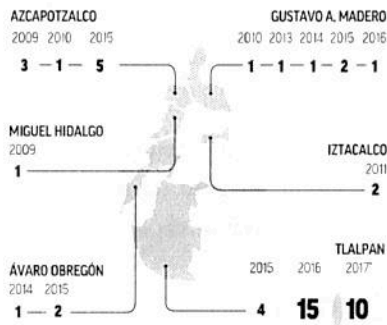 AZCAPOTZALCO
2009 2010 2015
3 1 5
GUSTAVO A. MADERO
2010 2013 2014 2015 2016
1 1 1 2 1
MIGUEL HIDALGO
2009
1
IZTACALCO
2011
2
ÁVARO OBREGÓN
2014 2015
1 2
TLALPAN
2015 2016 2017*
4 15 10